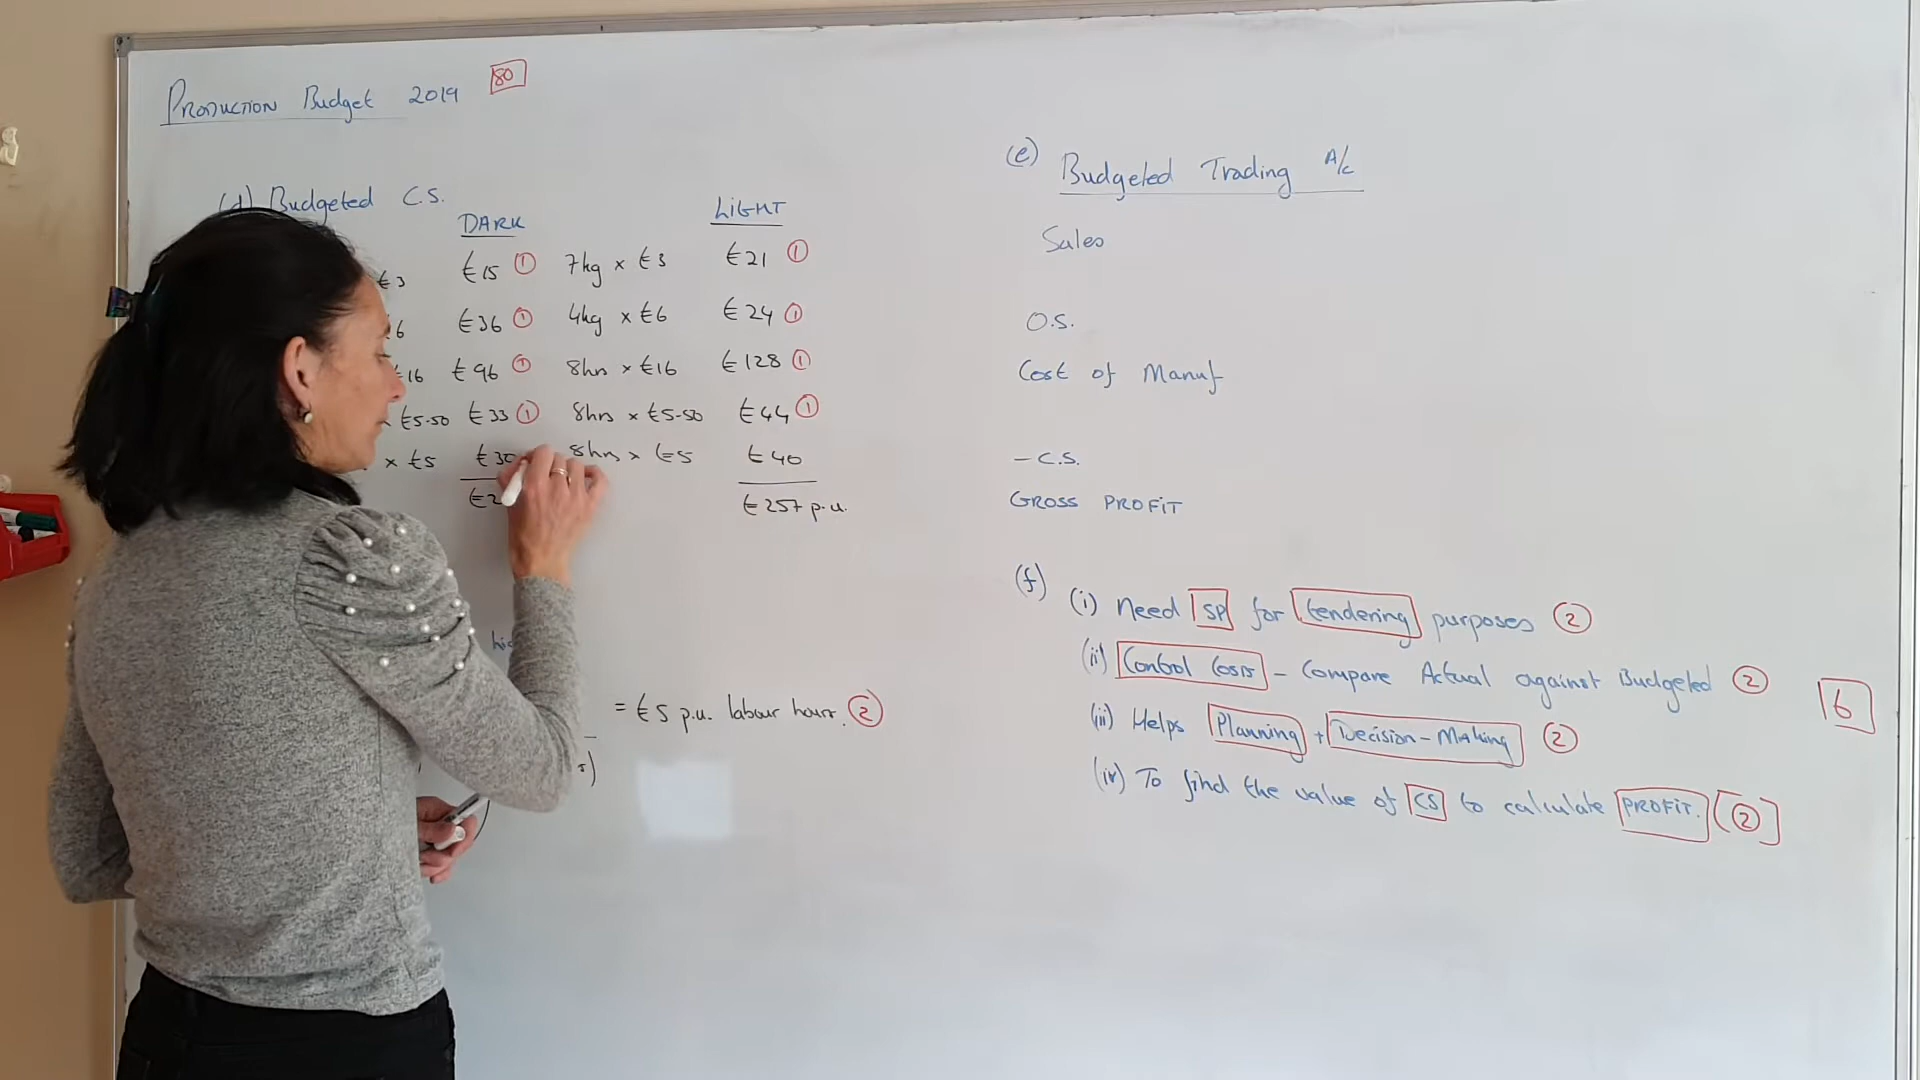 PRODUCTION Budget 2019 80
(d) Budgeted C.S.
DARK LIGHT
€3 €15 ① 7kg x €3 €21 ①
6 €36 ① 4kg x €6 €24 ①
€16 €96 ① 8hrs x €16 €128 ①
x €5-50 €33 ① 8hrs x €5-50 €44 ①
x €5 8hrs x €5 €40
€257 p.u.
= €5 p.u. labour hour. ②
(e) Budgeted Trading A/c
Sales
O.S.
Cost of Manuf
- C.S.
GROSS PROFIT
(f) (i) Need SP for tendering purposes ②
(ii) Control Costs - Compare Actual against Budgeted ②
(iii) Helps Planning + Decision-Making ②
6
(iv) To find the value of CS to calculate PROFIT. [②]